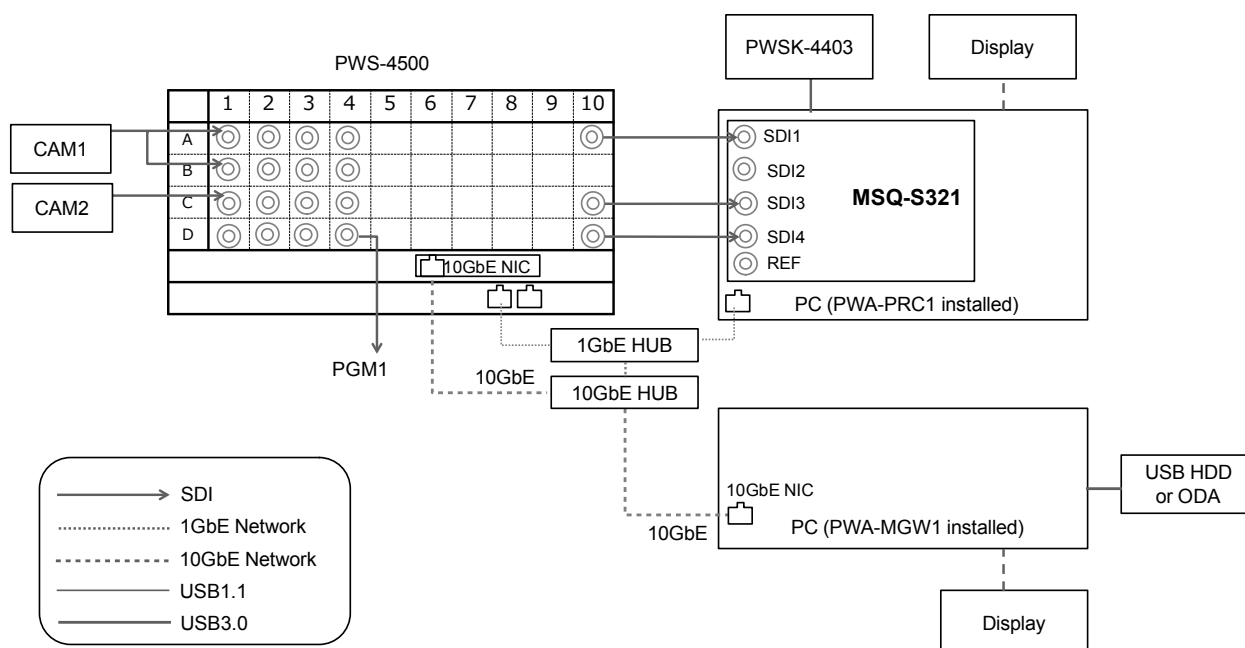 PWSK-4403
Display
PWS-4500
1 2 3 4 5 6 7 8 9 10
CAM1
A
B
CAM2
C
D
SDI1
SDI2
SDI3
SDI4
REF
MSQ-S321
10GbE NIC
PC (PWA-PRC1 installed)
1GbE HUB
PGM1
10GbE
10GbE HUB
SDI
1GbE Network
10GbE Network
USB1.1
USB3.0
10GbE NIC
10GbE
PC (PWA-MGW1 installed)
USB HDD
or ODA
Display